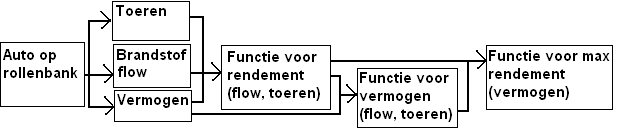 Toeren
Auto op
rollenbank
Brandstof
flow
Vermogen
Functie voor
rendement
(flow, toeren)
Functie voor
vermogen
(flow, toeren)
Functie voor max
rendement
(vermogen)